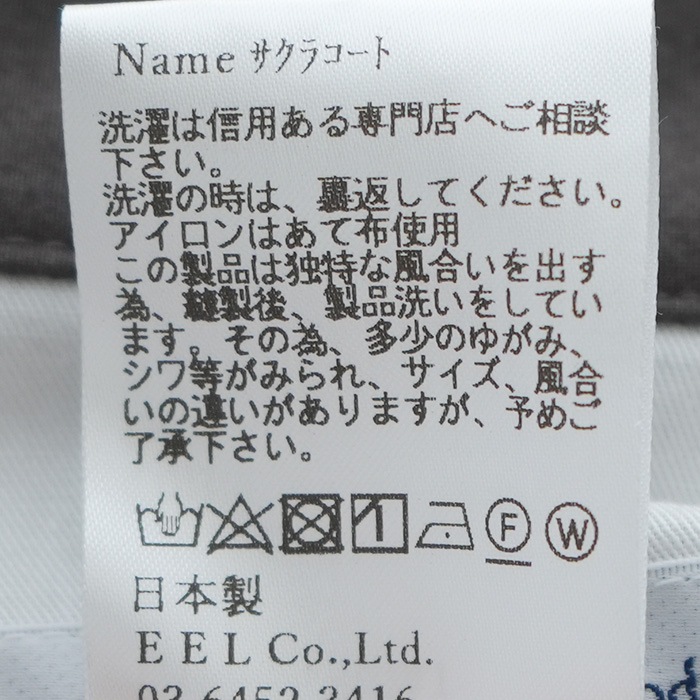 Name サクラコート
洗濯は信用ある専門店へご相談
下さい。
洗濯の時は、裏返してください。
アイロンはあて布使用
この製品は独特な風合いを出す
為、縫製後、製品洗いをしてい
ます。その為、多少のゆがみ、
シワ等がみられ、サイズ、風合
いの違いがありますが、予めご
了承下さい。
F W
日本製
E E L Co.,Ltd.
03 6452 2416